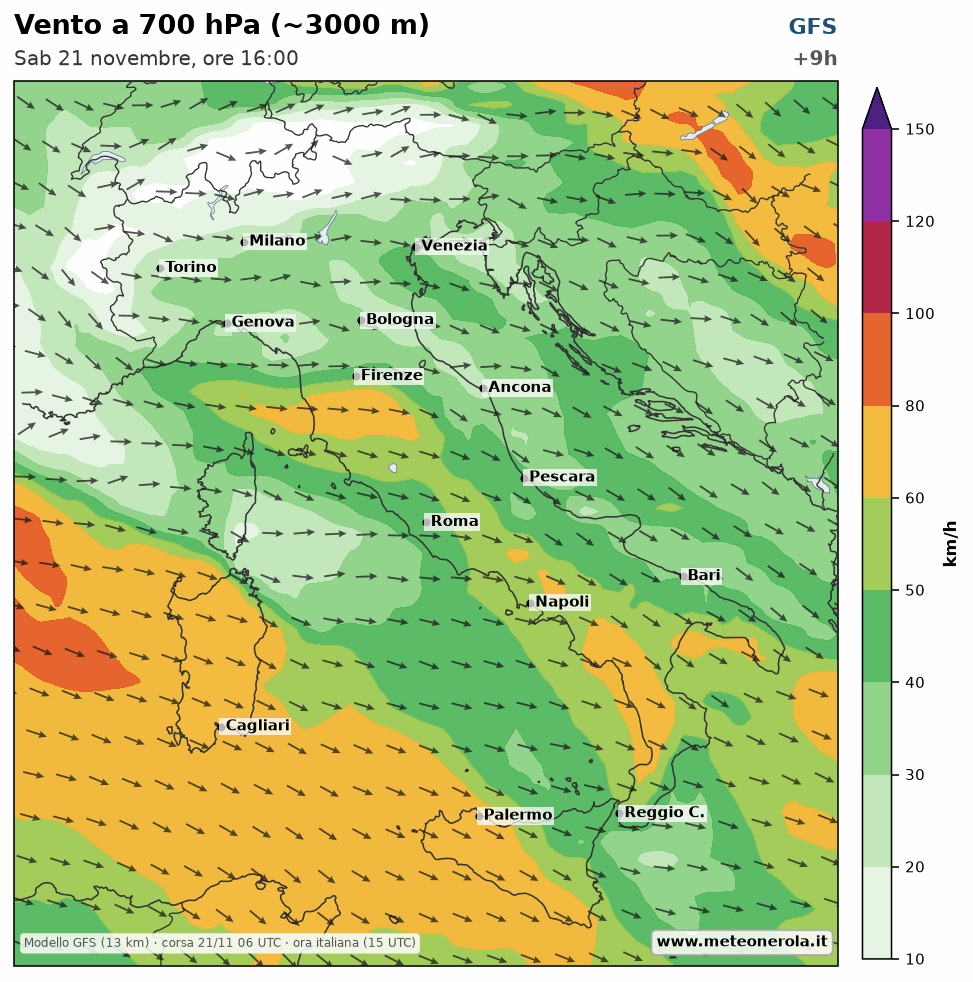 Vento a 700 hPa (~3000 m)
GFS
Sab 21 novembre, ore 16:00
+9h
150
120
100
80
60
50
40
30
20
10
km/h
Milano
Venezia
Torino
Genova
Bologna
Firenze
Ancona
Pescara
Roma
Bari
Napoli
Cagliari
Palermo
Reggio C.
Modello GFS (13 km) · corsa 21/11 06 UTC · ora italiana (15 UTC)
www.meteonerola.it